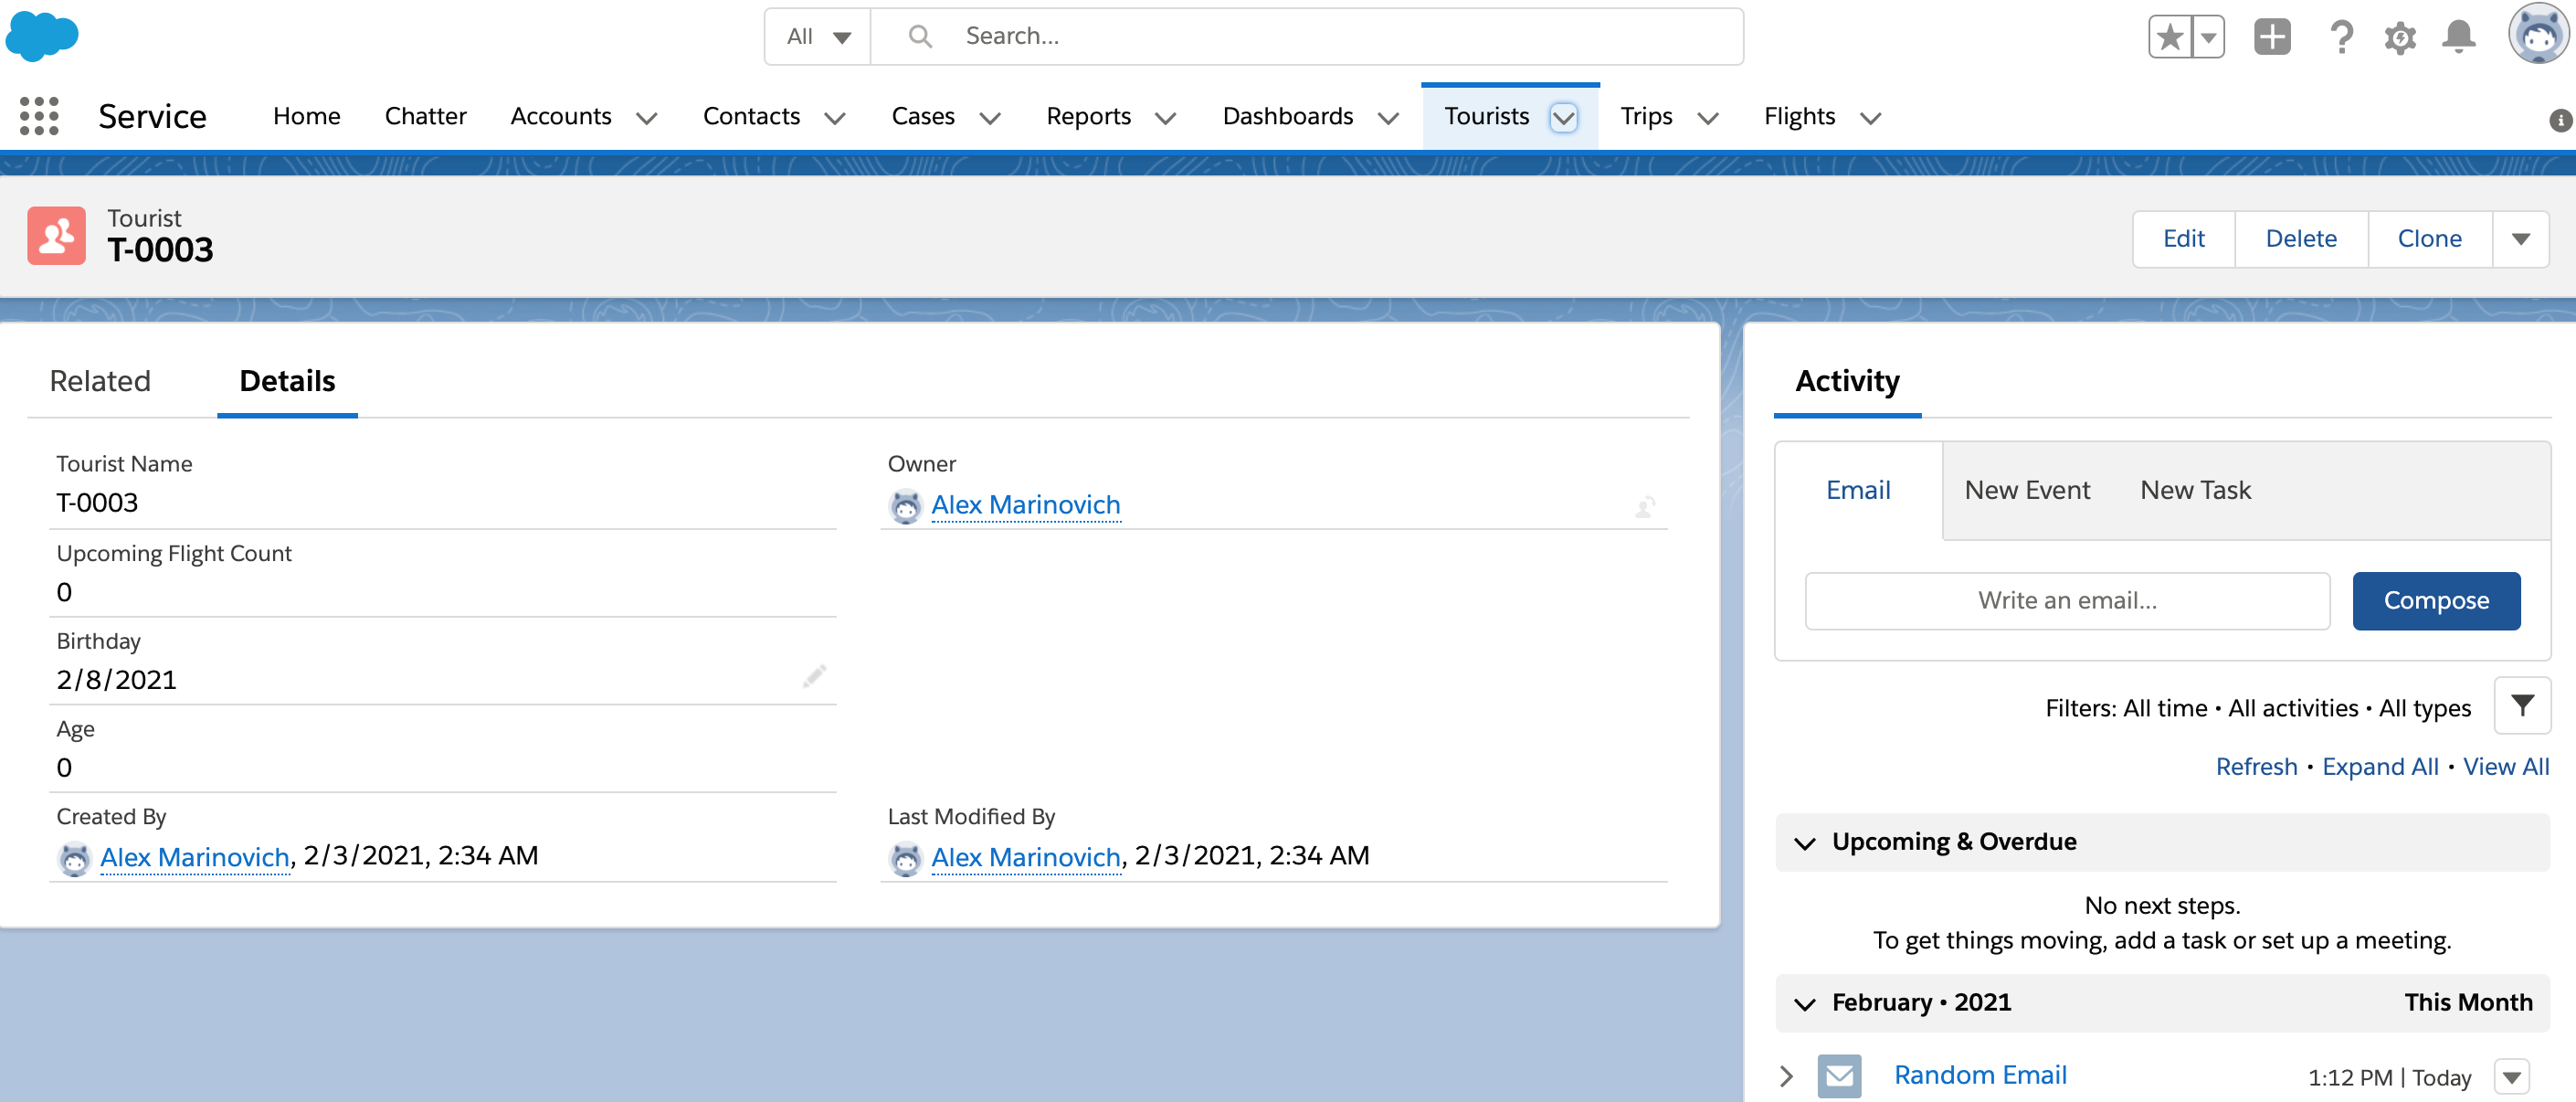 All
Search...
Service
Home
Chatter
Accounts
Contacts
Cases
Reports
Dashboards
Tourists
Trips
Flights
Tourist
T-0003
Edit
Delete
Clone
Related
Details
Tourist Name
T-0003
Owner
Alex Marinovich
Upcoming Flight Count
0
Birthday
2/8/2021
Age
0
Created By
Alex Marinovich, 2/3/2021, 2:34 AM
Last Modified By
Alex Marinovich, 2/3/2021, 2:34 AM
Activity
Email
New Event
New Task
Write an email...
Compose
Filters: All time • All activities • All types
Refresh • Expand All • View All
Upcoming & Overdue
No next steps.
To get things moving, add a task or set up a meeting.
February • 2021
This Month
Random Email
1:12 PM | Today